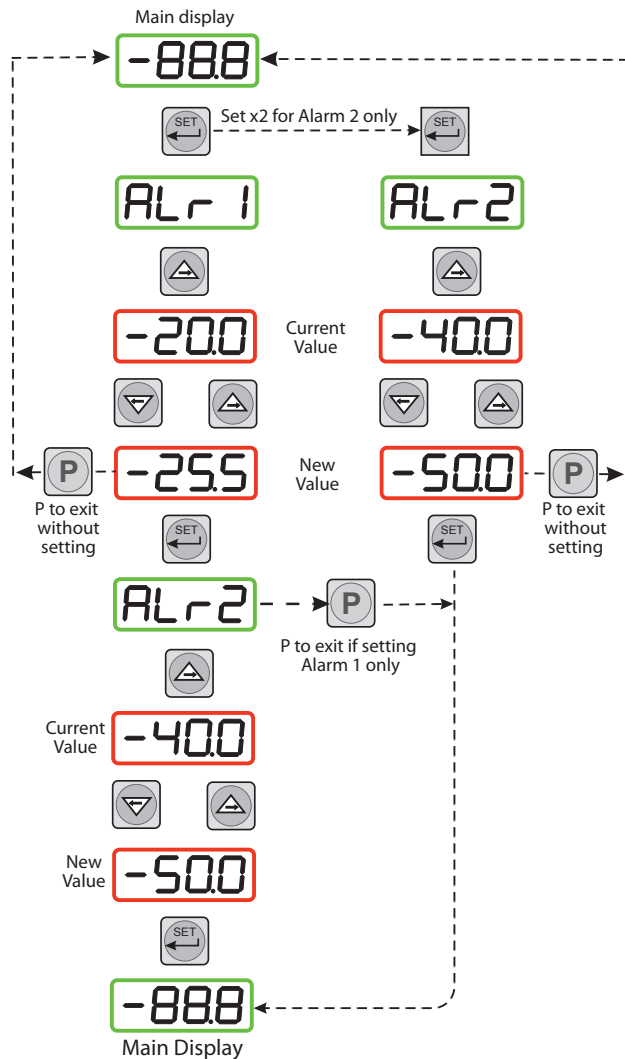 Main display
-88.8
SET
Set x2 for Alarm 2 only
SET
ALr 1
ALr2
-20.0
Current
Value
-40.0
P
P to exit
without
setting
-25.5
New
Value
-50.0
P
P to exit
without
setting
SET
SET
ALr2
P
P to exit if setting
Alarm 1 only
Current
Value
-40.0
New
Value
-50.0
SET
-88.8
Main Display